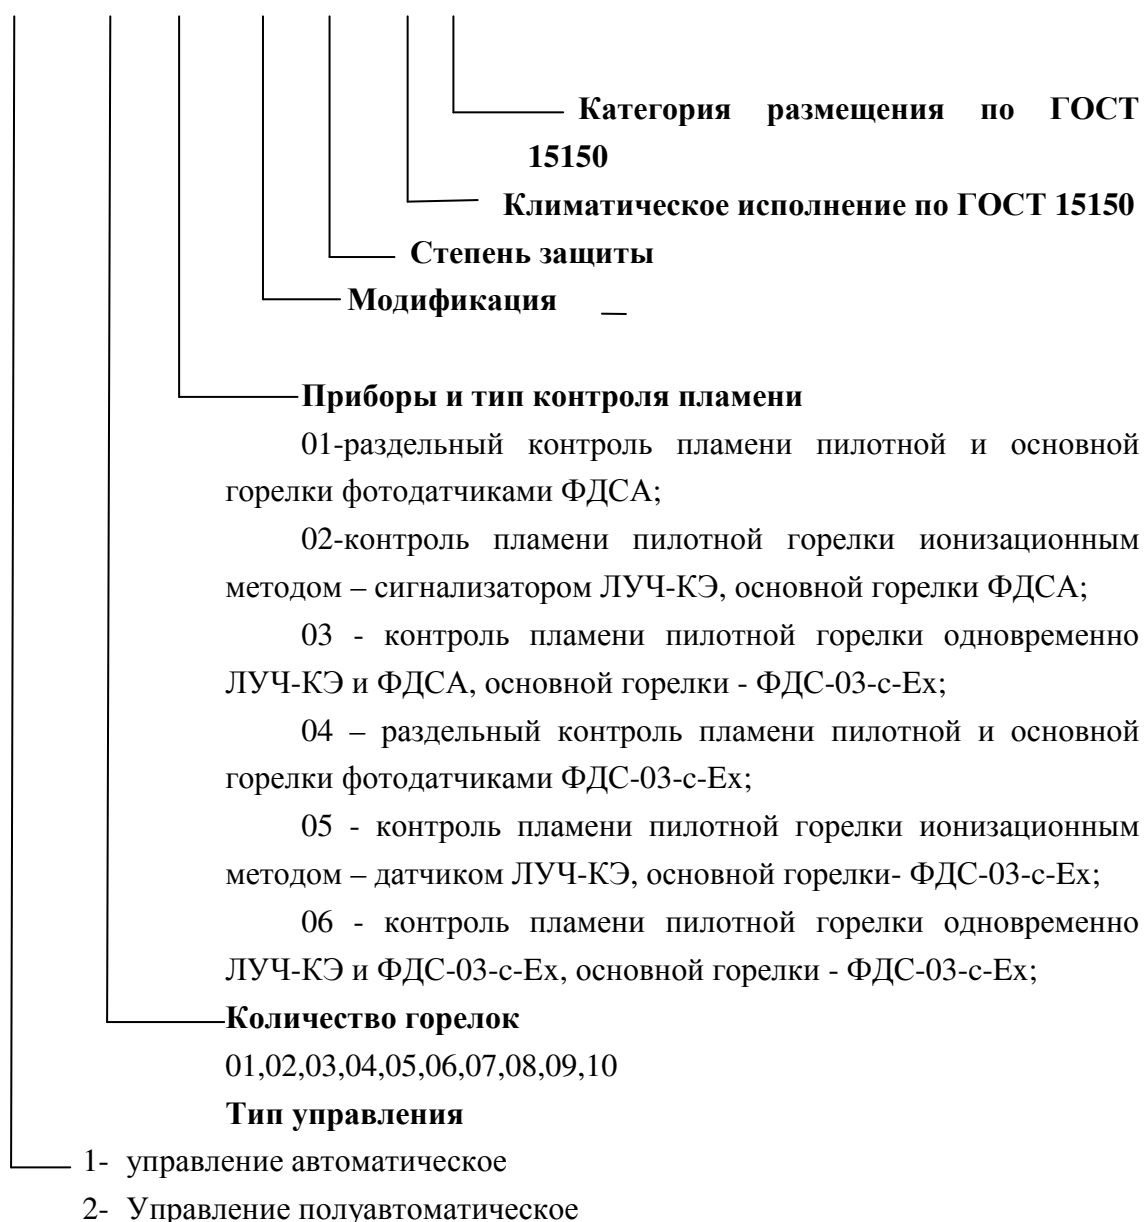 Категория размещения по ГОСТ
15150
Климатическое исполнение по ГОСТ 15150
Степень защиты
Модификация
Приборы и тип контроля пламени
01-раздельный контроль пламени пилотной и основной
горелки фотодатчиками ФДСА;
02-контроль пламени пилотной горелки ионизационным
методом – сигнализатором ЛУЧ-КЭ, основной горелки ФДСА;
03 - контроль пламени пилотной горелки одновременно
ЛУЧ-КЭ и ФДСА, основной горелки - ФДС-03-с-Ех;
04 – раздельный контроль пламени пилотной и основной
горелки фотодатчиками ФДС-03-с-Ех;
05 - контроль пламени пилотной горелки ионизационным
методом – датчиком ЛУЧ-КЭ, основной горелки- ФДС-03-с-Ех;
06 - контроль пламени пилотной горелки одновременно
ЛУЧ-КЭ и ФДС-03-с-Ех, основной горелки - ФДС-03-с-Ех;
Количество горелок
01,02,03,04,05,06,07,08,09,10
Тип управления
1- управление автоматическое
2- Управление полуавтоматическое